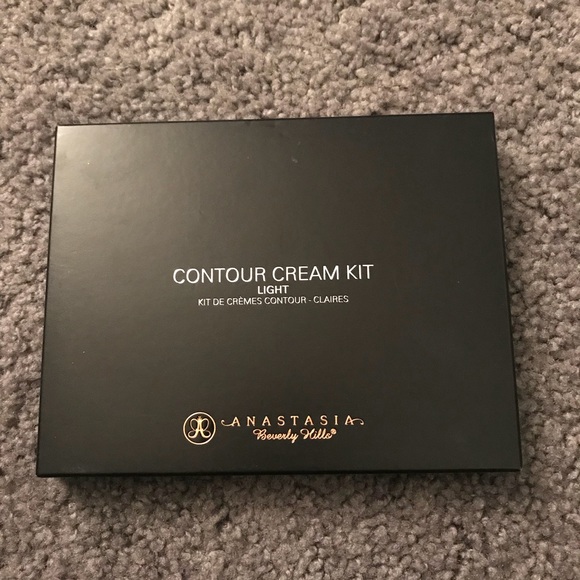 CONTOUR CREAM KIT
LIGHT
KIT DE CRÈMES CONTOUR - CLAIRES
ANASTASIA
Beverly Hills®